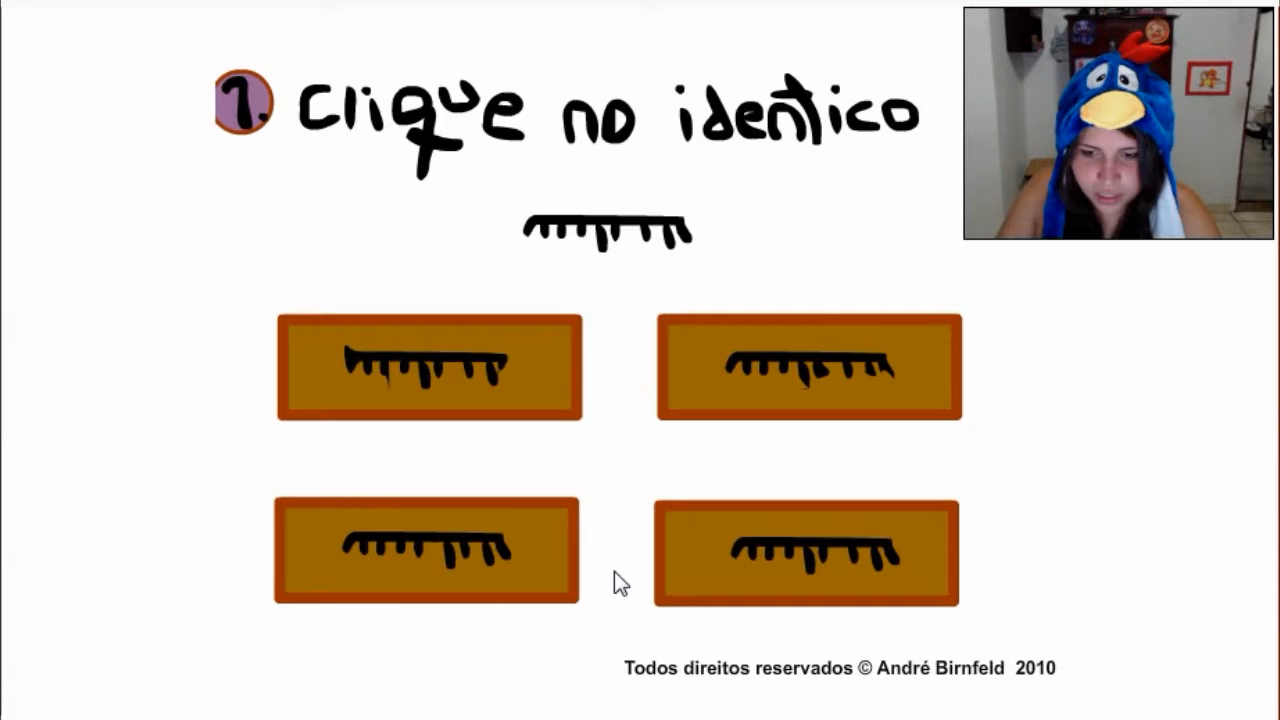 1. Clique no identico
Todos direitos reservados © André Birnfeld 2010